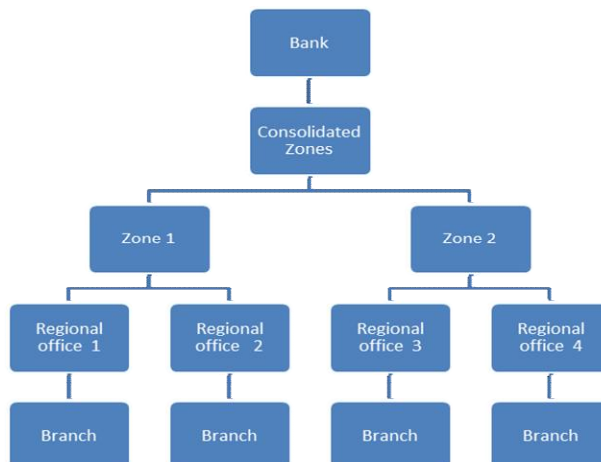 Bank
Consolidated
Zones
Zone 1
Zone 2
Regional
office 1
Regional
office 2
Regional
office 3
Regional
office 4
Branch
Branch
Branch
Branch